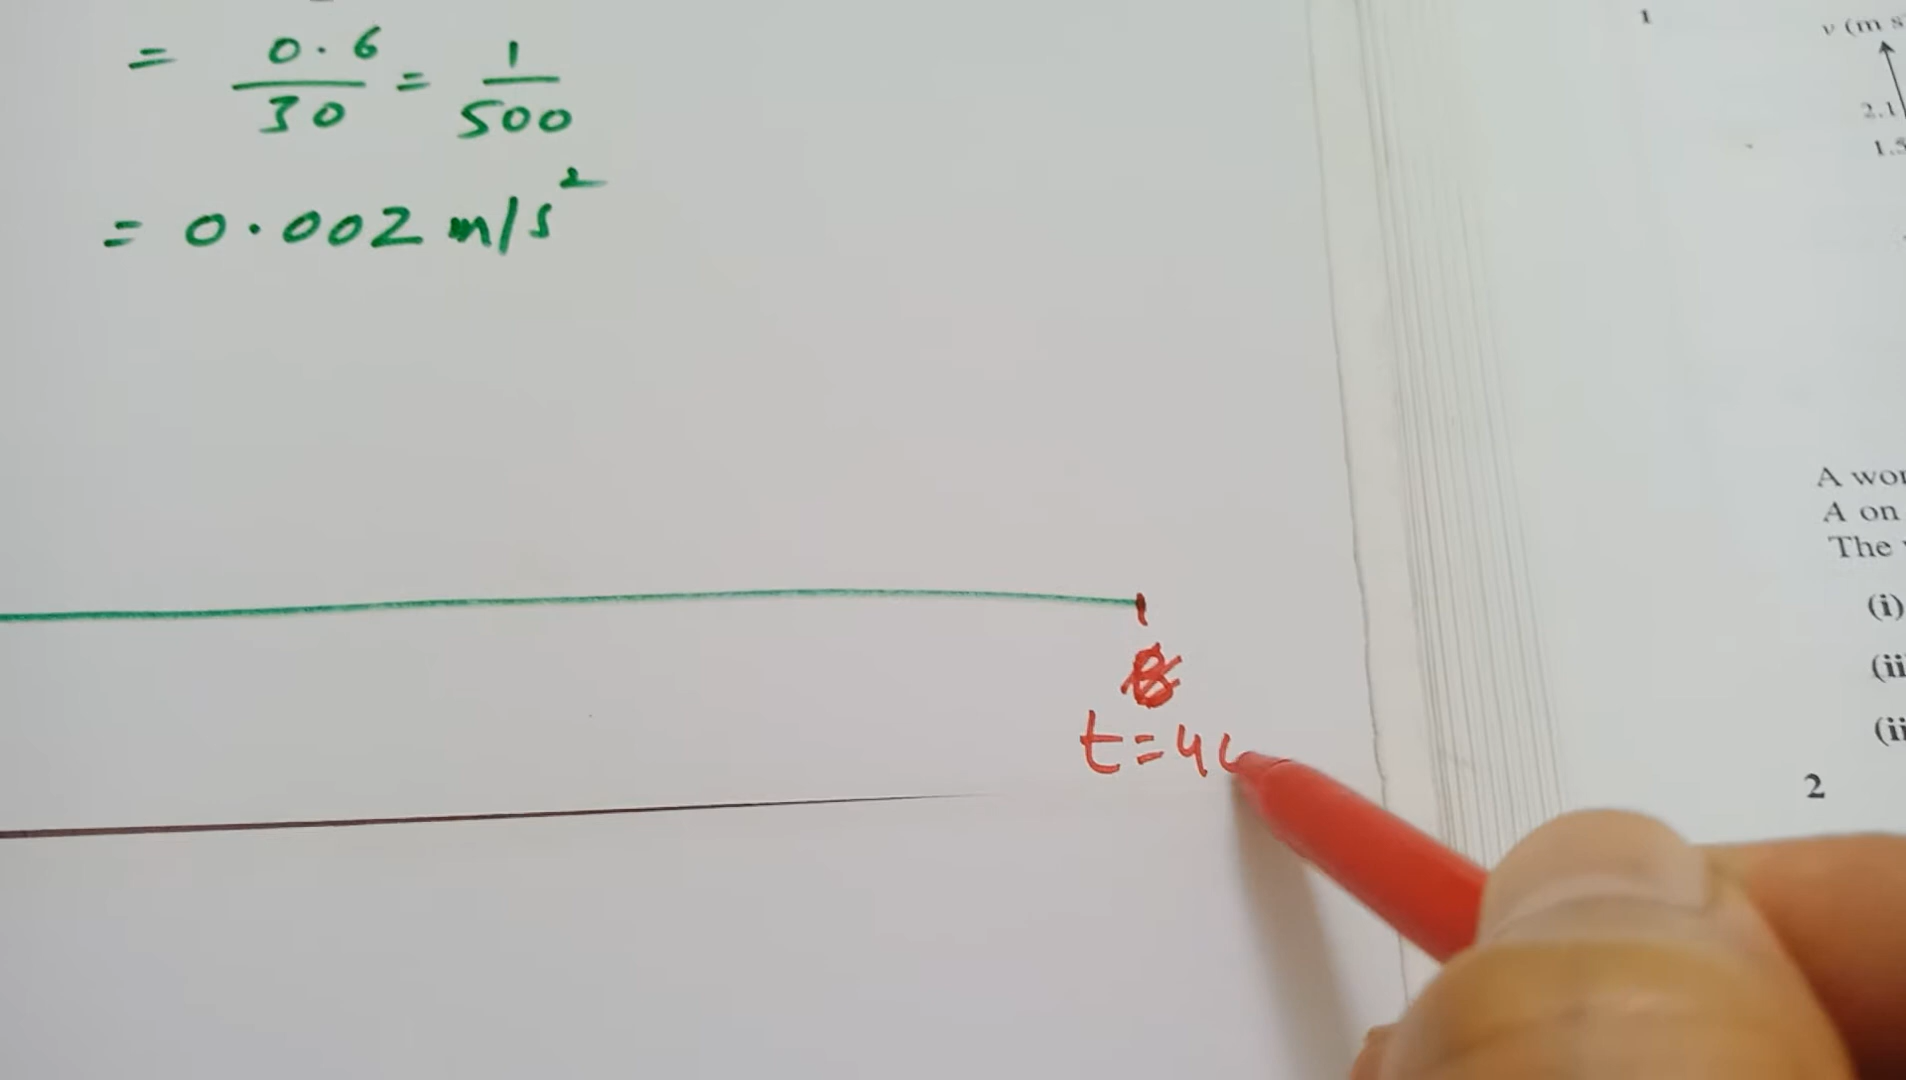 = 0.6/30 = 1/500
= 0.002 m/s²
t=4
1
v (m s
2.1
1.5
A wor
A on
The
(i)
(ii
(ii
2